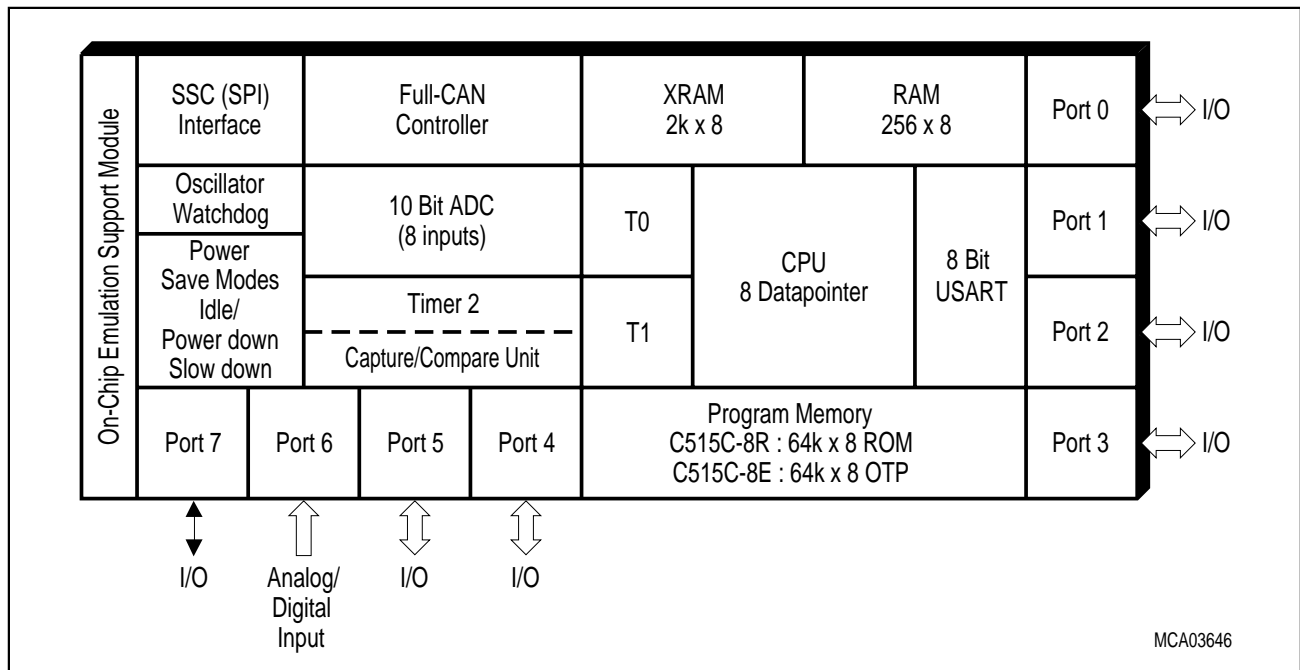 On-Chip Emulation Support Module
SSC (SPI)
Interface
Full-CAN
Controller
XRAM
2k x 8
RAM
256 x 8
Port 0
I/O
Oscillator
Watchdog
10 Bit ADC
(8 inputs)
T0
CPU
8 Datapointer
8 Bit
USART
Port 1
I/O
Power
Save Modes
Idle/
Power down
Slow down
Timer 2
Capture/Compare Unit
T1
Port 2
I/O
Port 7
Port 6
Port 5
Port 4
Program Memory
C515C-8R : 64k x 8 ROM
C515C-8E : 64k x 8 OTP
Port 3
I/O
I/O
Analog/
Digital
Input
I/O
I/O
MCA03646